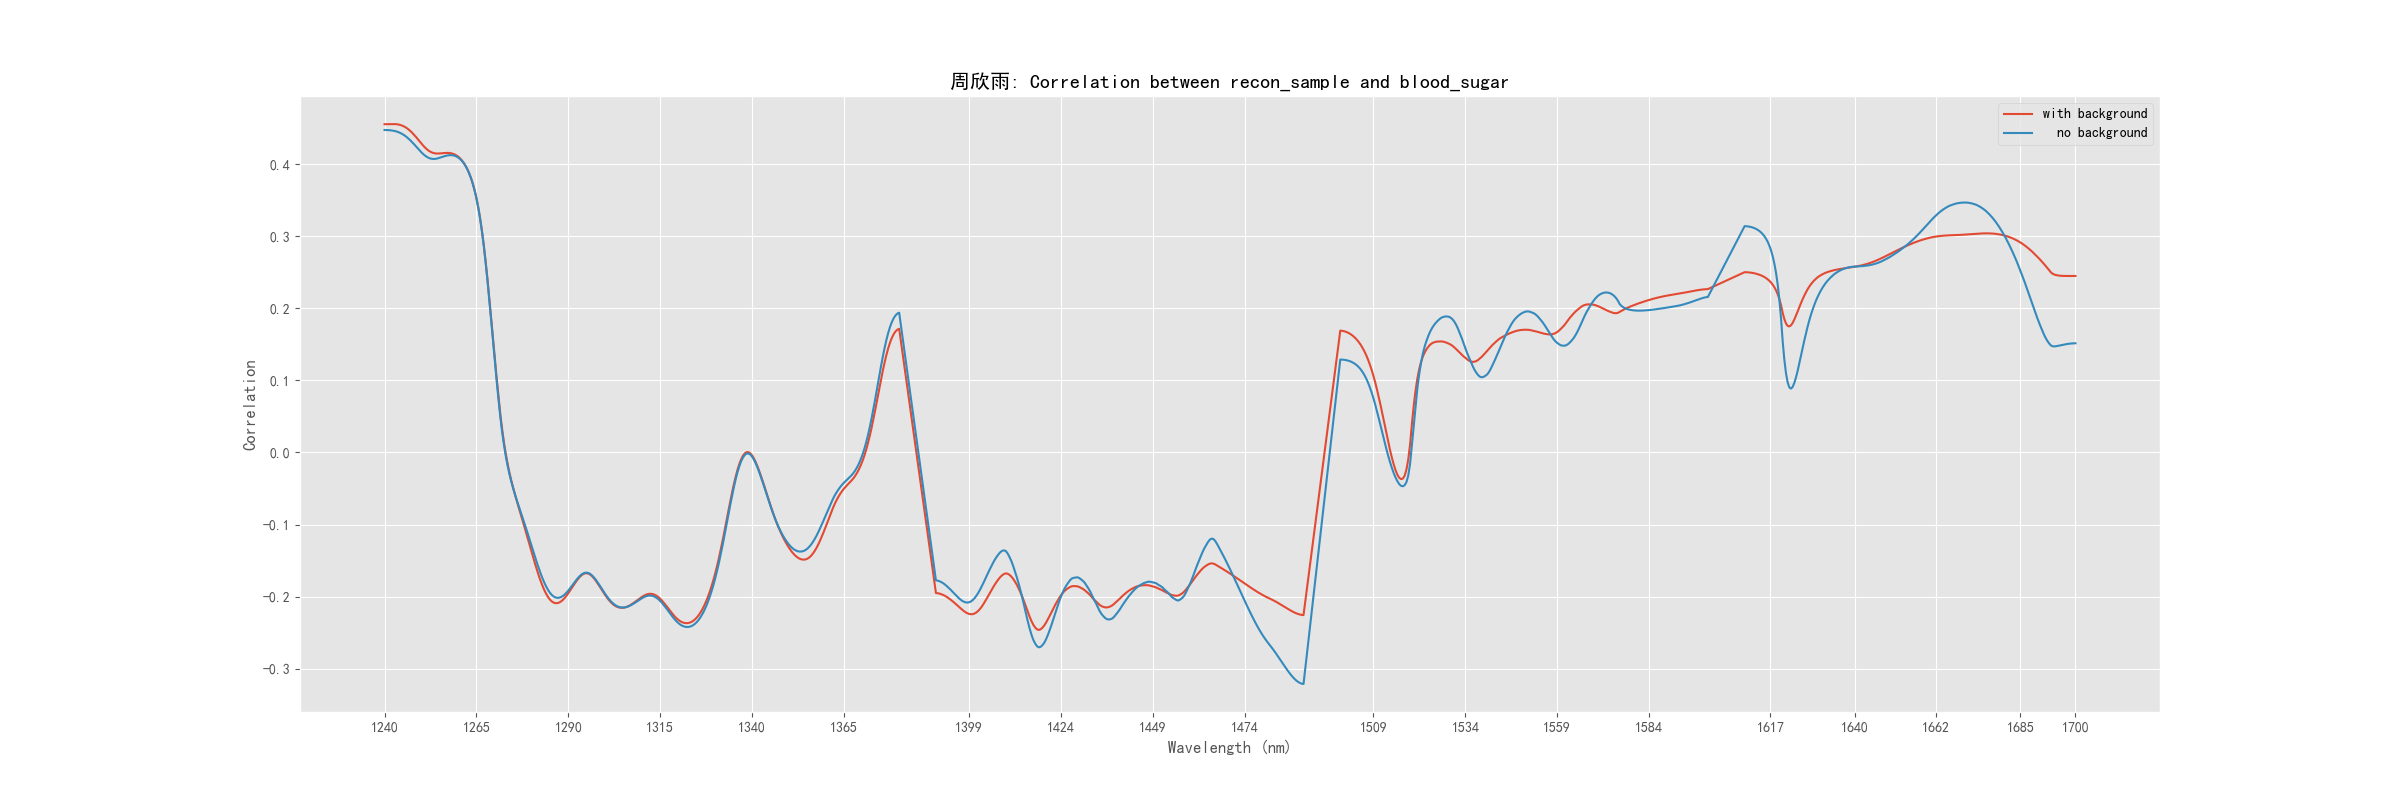 周欣雨: Correlation between recon_sample and blood_sugar
with background
no background
0.4
0.3
0.2
0.1
0.0
−0.1
−0.2
−0.3
Correlation
1240 1265 1290 1315 1340 1365 1399 1424 1449 1474 1509 1534 1559 1584 1617 1640 1662 1685 1700
Wavelength (nm)